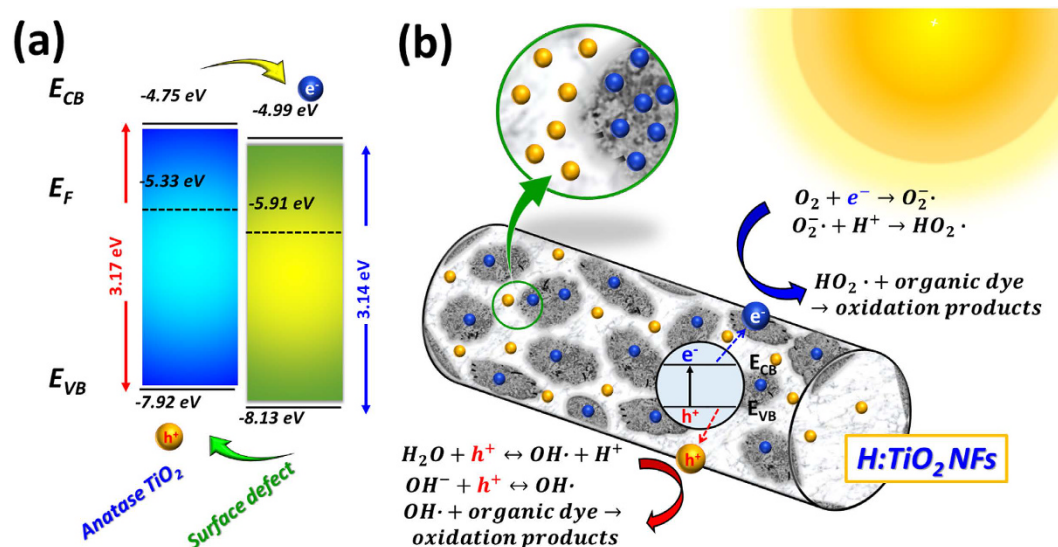 (a)
E_CB
-4.75 eV
e⁻
-4.99 eV
E_F
-5.33 eV
-5.91 eV
3.17 eV
3.14 eV
E_VB
-7.92 eV
-8.13 eV
h⁺
Anatase TiO₂
Surface defect
(b)
O₂ + e⁻ → O₂⁻·
O₂⁻· + H⁺ → HO₂·
HO₂· + organic dye
→ oxidation products
e⁻
e⁻
E_CB
h⁺
E_VB
h⁺
H₂O + h⁺ ↔ OH· + H⁺
OH⁻ + h⁺ ↔ OH·
OH· + organic dye →
oxidation products
H:TiO₂ NFs